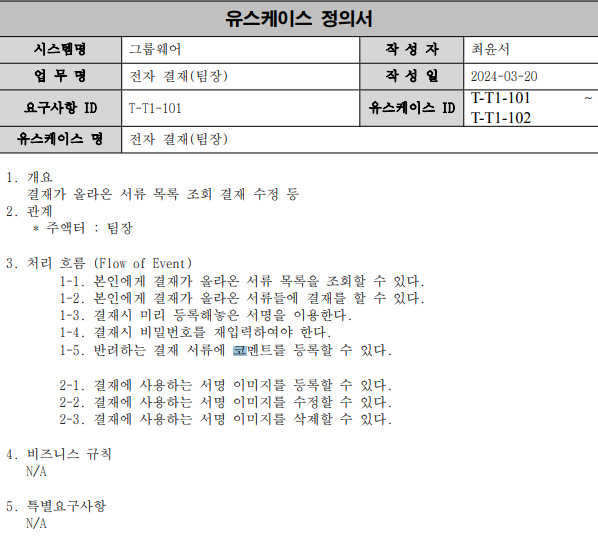 유스케이스 정의서
시스템명 그룹웨어 작 성 자 최윤서
업 무 명 전자 결재(팀장) 작 성 일 2024-03-20
요구사항 ID T-T1-101 유스케이스 ID T-T1-101 ~
T-T1-102
유스케이스 명 전자 결재(팀장)
1. 개요
결재가 올라온 서류 목록 조회 결재 수정 등
2. 관계
* 주액터 : 팀장
3. 처리 흐름 (Flow of Event)
1-1. 본인에게 결재가 올라온 서류 목록을 조회할 수 있다.
1-2. 본인에게 결재가 올라온 서류들에 결재를 할 수 있다.
1-3. 결재시 미리 등록해놓은 서명을 이용한다.
1-4. 결재시 비밀번호를 재입력하여야 한다.
1-5. 반려하는 결재 서류에 코멘트를 등록할 수 있다.
2-1. 결재에 사용하는 서명 이미지를 등록할 수 있다.
2-2. 결재에 사용하는 서명 이미지를 수정할 수 있다.
2-3. 결재에 사용하는 서명 이미지를 삭제할 수 있다.
4. 비즈니스 규칙
N/A
5. 특별요구사항
N/A